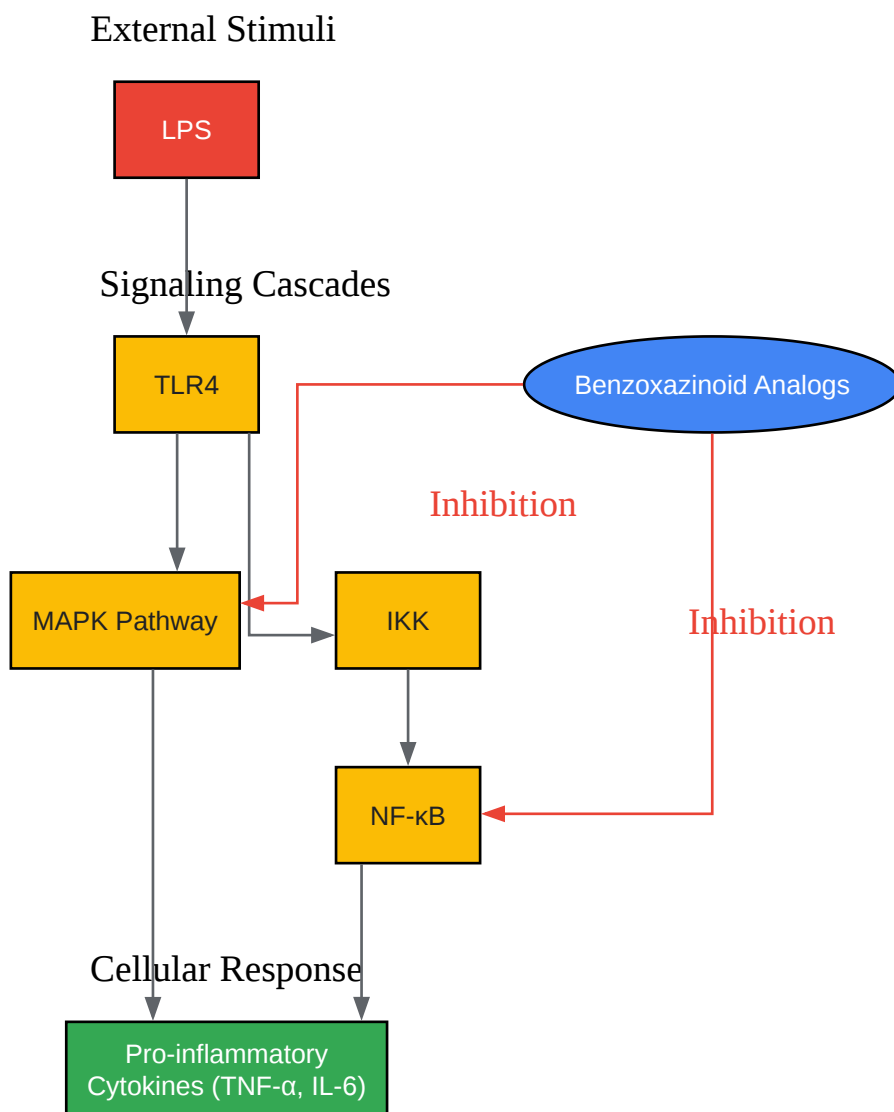 External Stimuli
LPS
Signaling Cascades
TLR4
Benzoxazinoid Analogs
Inhibition
MAPK Pathway
IKK
Inhibition
NF-κB
Cellular Response
Pro-inflammatory
Cytokines (TNF-α, IL-6)